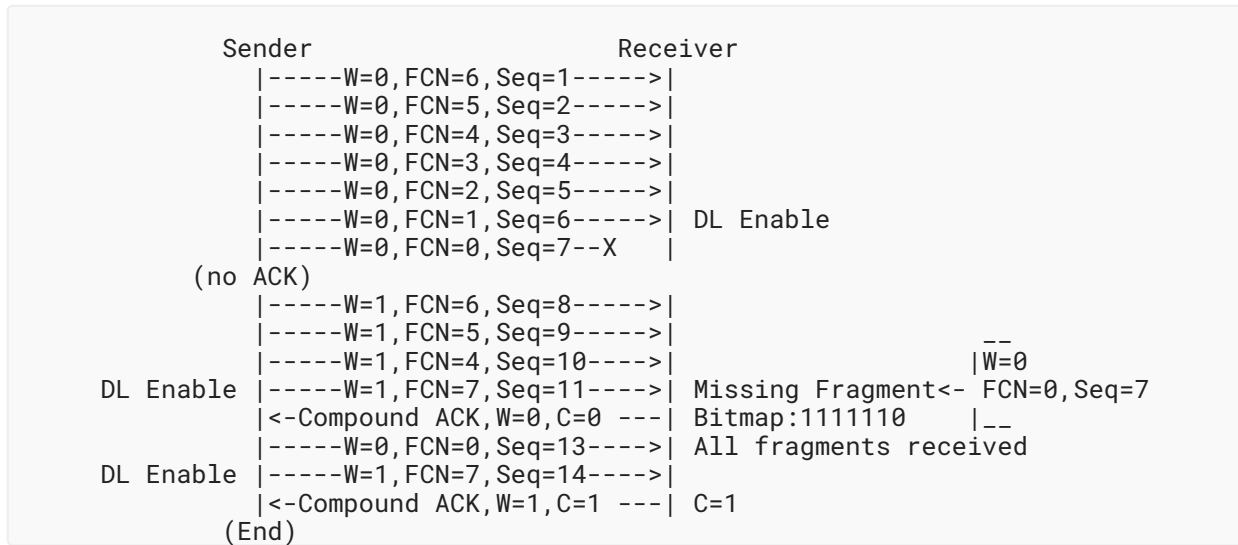 Sender                    Receiver
|-----W=0,FCN=6,Seq=1----->|
|-----W=0,FCN=5,Seq=2----->|
|-----W=0,FCN=4,Seq=3----->|
|-----W=0,FCN=3,Seq=4----->|
|-----W=0,FCN=2,Seq=5----->|
|-----W=0,FCN=1,Seq=6----->| DL Enable
|-----W=0,FCN=0,Seq=7--X   |
(no ACK)
|-----W=1,FCN=6,Seq=8----->|
|-----W=1,FCN=5,Seq=9----->|                   __
|-----W=1,FCN=4,Seq=10---->|                  |W=0
DL Enable |-----W=1,FCN=7,Seq=11---->| Missing Fragment<- FCN=0,Seq=7
|<-Compound ACK,W=0,C=0 ---| Bitmap:1111110   |__
|-----W=0,FCN=0,Seq=13---->| All fragments received
DL Enable |-----W=1,FCN=7,Seq=14---->|
|<-Compound ACK,W=1,C=1 ---| C=1
(End)